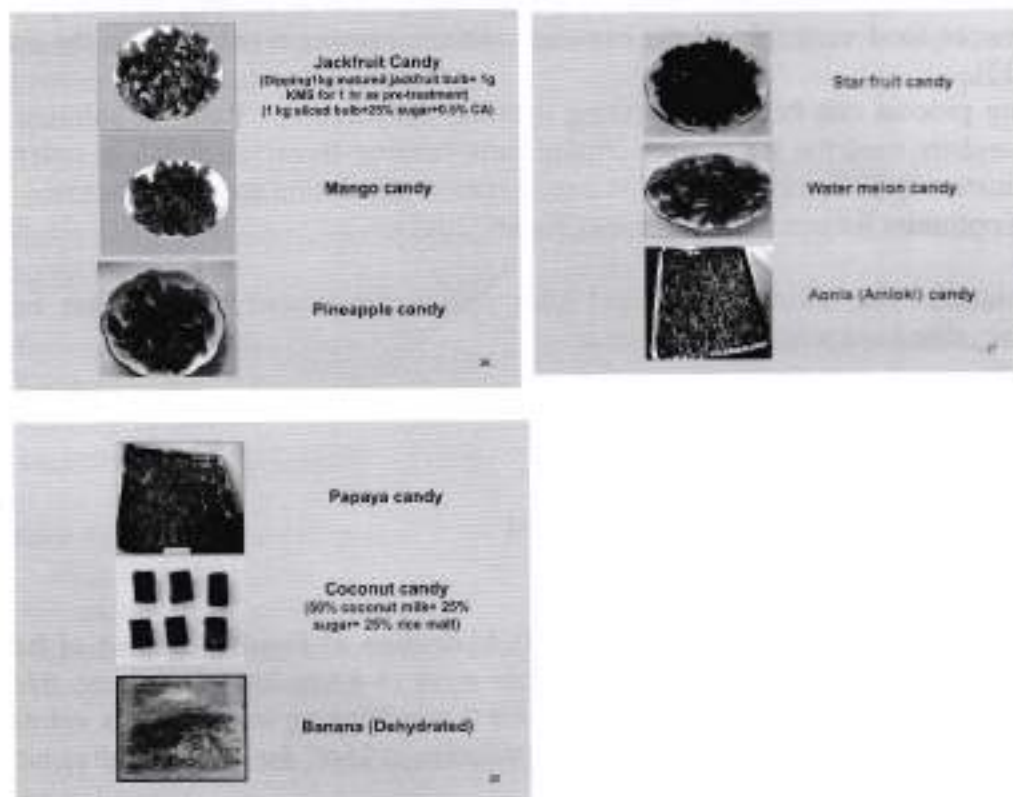 Jackfruit Candy
(Dipping1kg matured jackfruit bulb+ 1g
KMS for 1 hr as pre-treatment)
(1 kg sliced bulb+25% sugar+0.5% CA)
Mango candy
Pineapple candy
Star fruit candy
Water melon candy
Aonla (Amloki) candy
Papaya candy
Coconut candy
(50% coconut milk+ 25%
sugar+ 25% rice malt)
Banana (Dehydrated)